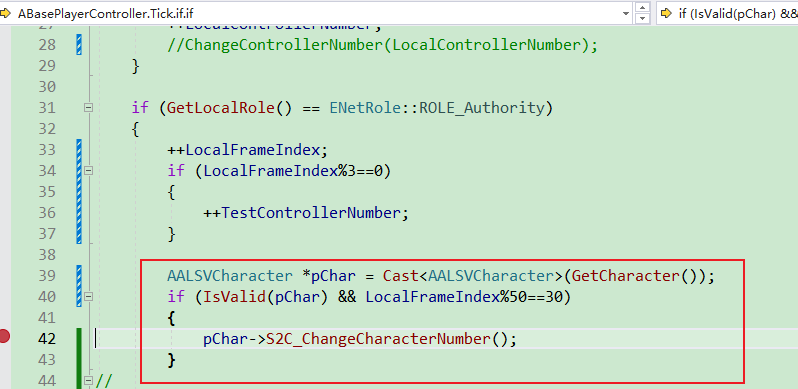 ABasePlayerController.Tick.if.if
if (IsValid(pChar) &&
28 //ChangeControllerNumber(LocalControllerNumber);
29 }
30
31 if (GetLocalRole() == ENetRole::ROLE_Authority)
32 {
33 ++LocalFrameIndex;
34 if (LocalFrameIndex%3==0)
35 {
36 ++TestControllerNumber;
37 }
38
39 AALSVCharacter *pChar = Cast<AALSVCharacter>(GetCharacter());
40 if (IsValid(pChar) && LocalFrameIndex%50==30)
41 {
42 pChar->S2C_ChangeCharacterNumber();
43 }
44 //